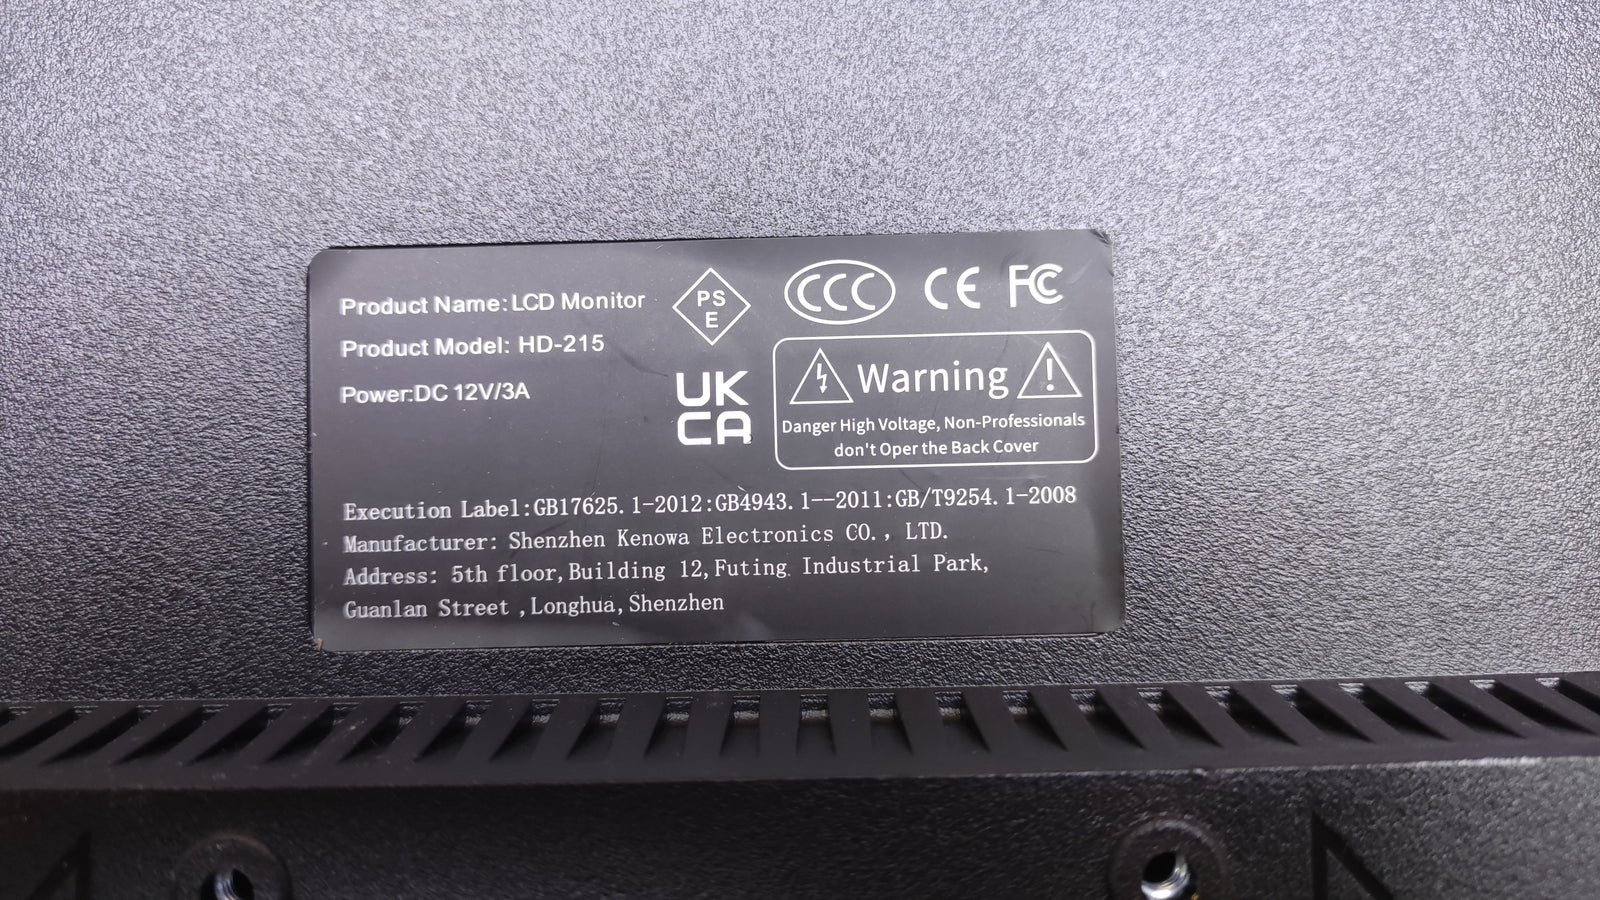 Product Name:LCD Monitor
Product Model: HD-215
Power:DC 12V/3A
PS
E
UK
CA
CCC CE FC
Warning
Danger High Voltage, Non-Professionals
don't Oper the Back Cover
Execution Label:GB17625.1-2012:GB4943.1--2011:GB/T9254.1-2008
Manufacturer: Shenzhen Kenowa Electronics CO., LTD.
Address: 5th floor,Building 12,Futing Industrial Park,
Guanlan Street ,Longhua,Shenzhen